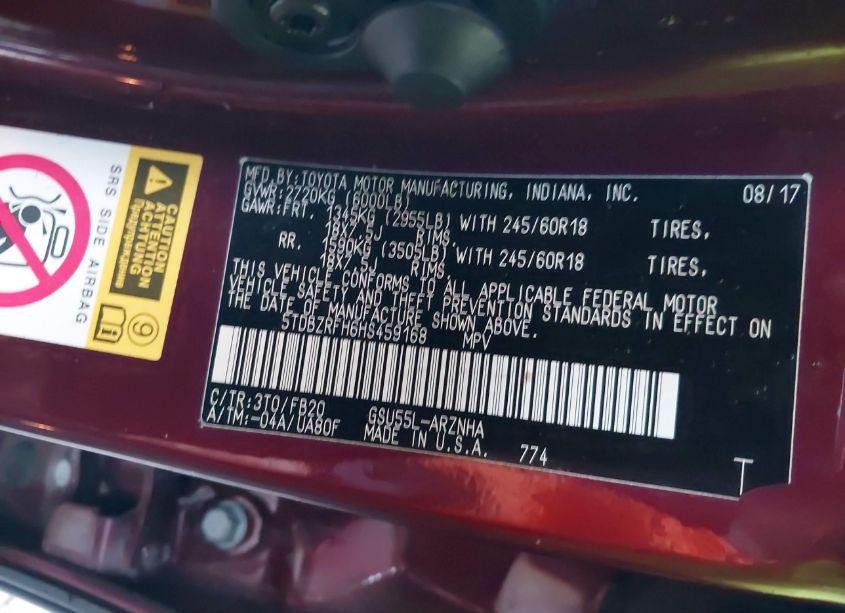 SRS SIDE AIRBAG
CAUTION
ATTENTION
ACHTUNG
MFD BY:TOYOTA MOTOR MANUFACTURING, INDIANA, INC. 08/17
GVWR:2720KG (6000LB)
GAWR:FRT. 1345KG (2955LB) WITH 245/60R18 TIRES,
18X7.5J RIMS,
RR. 1590KG (3505LB) WITH 245/60R18 TIRES,
18X7.5J RIMS
THIS VEHICLE CONFORMS TO ALL APPLICABLE FEDERAL MOTOR
VEHICLE SAFETY AND THEFT PREVENTION STANDARDS IN EFFECT ON
THE DATE OF MANUFACTURE SHOWN ABOVE.
5TDBZRFH6HS459168 MPV
C/TR:3T0/FB20 GSU55L-ARZNHA
A/TM:-04A/UA80F MADE IN U.S.A. 774